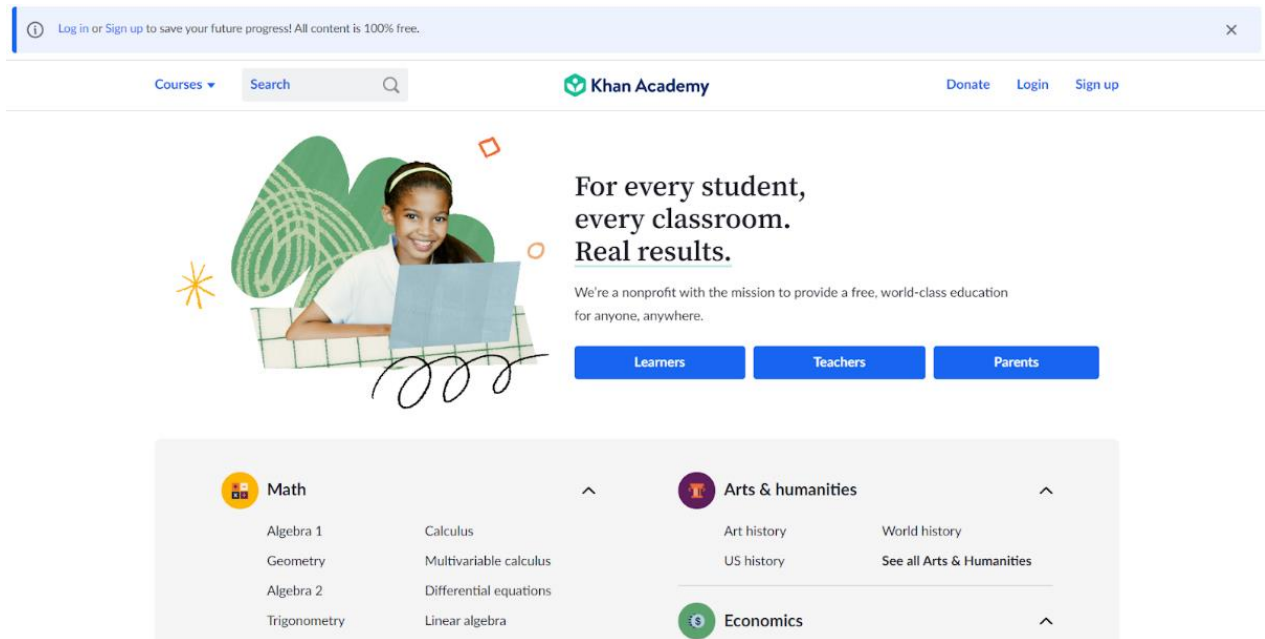 Log in or Sign up to save your future progress! All content is 100% free.
Courses
Search
Khan Academy
Donate
Login
Sign up
For every student,
every classroom.
Real results.
We're a nonprofit with the mission to provide a free, world-class education
for anyone, anywhere.
Learners
Teachers
Parents
Math
Algebra 1
Calculus
Geometry
Multivariable calculus
Algebra 2
Differential equations
Trigonometry
Linear algebra
Arts & humanities
Art history
World history
US history
See all Arts & Humanities
Economics